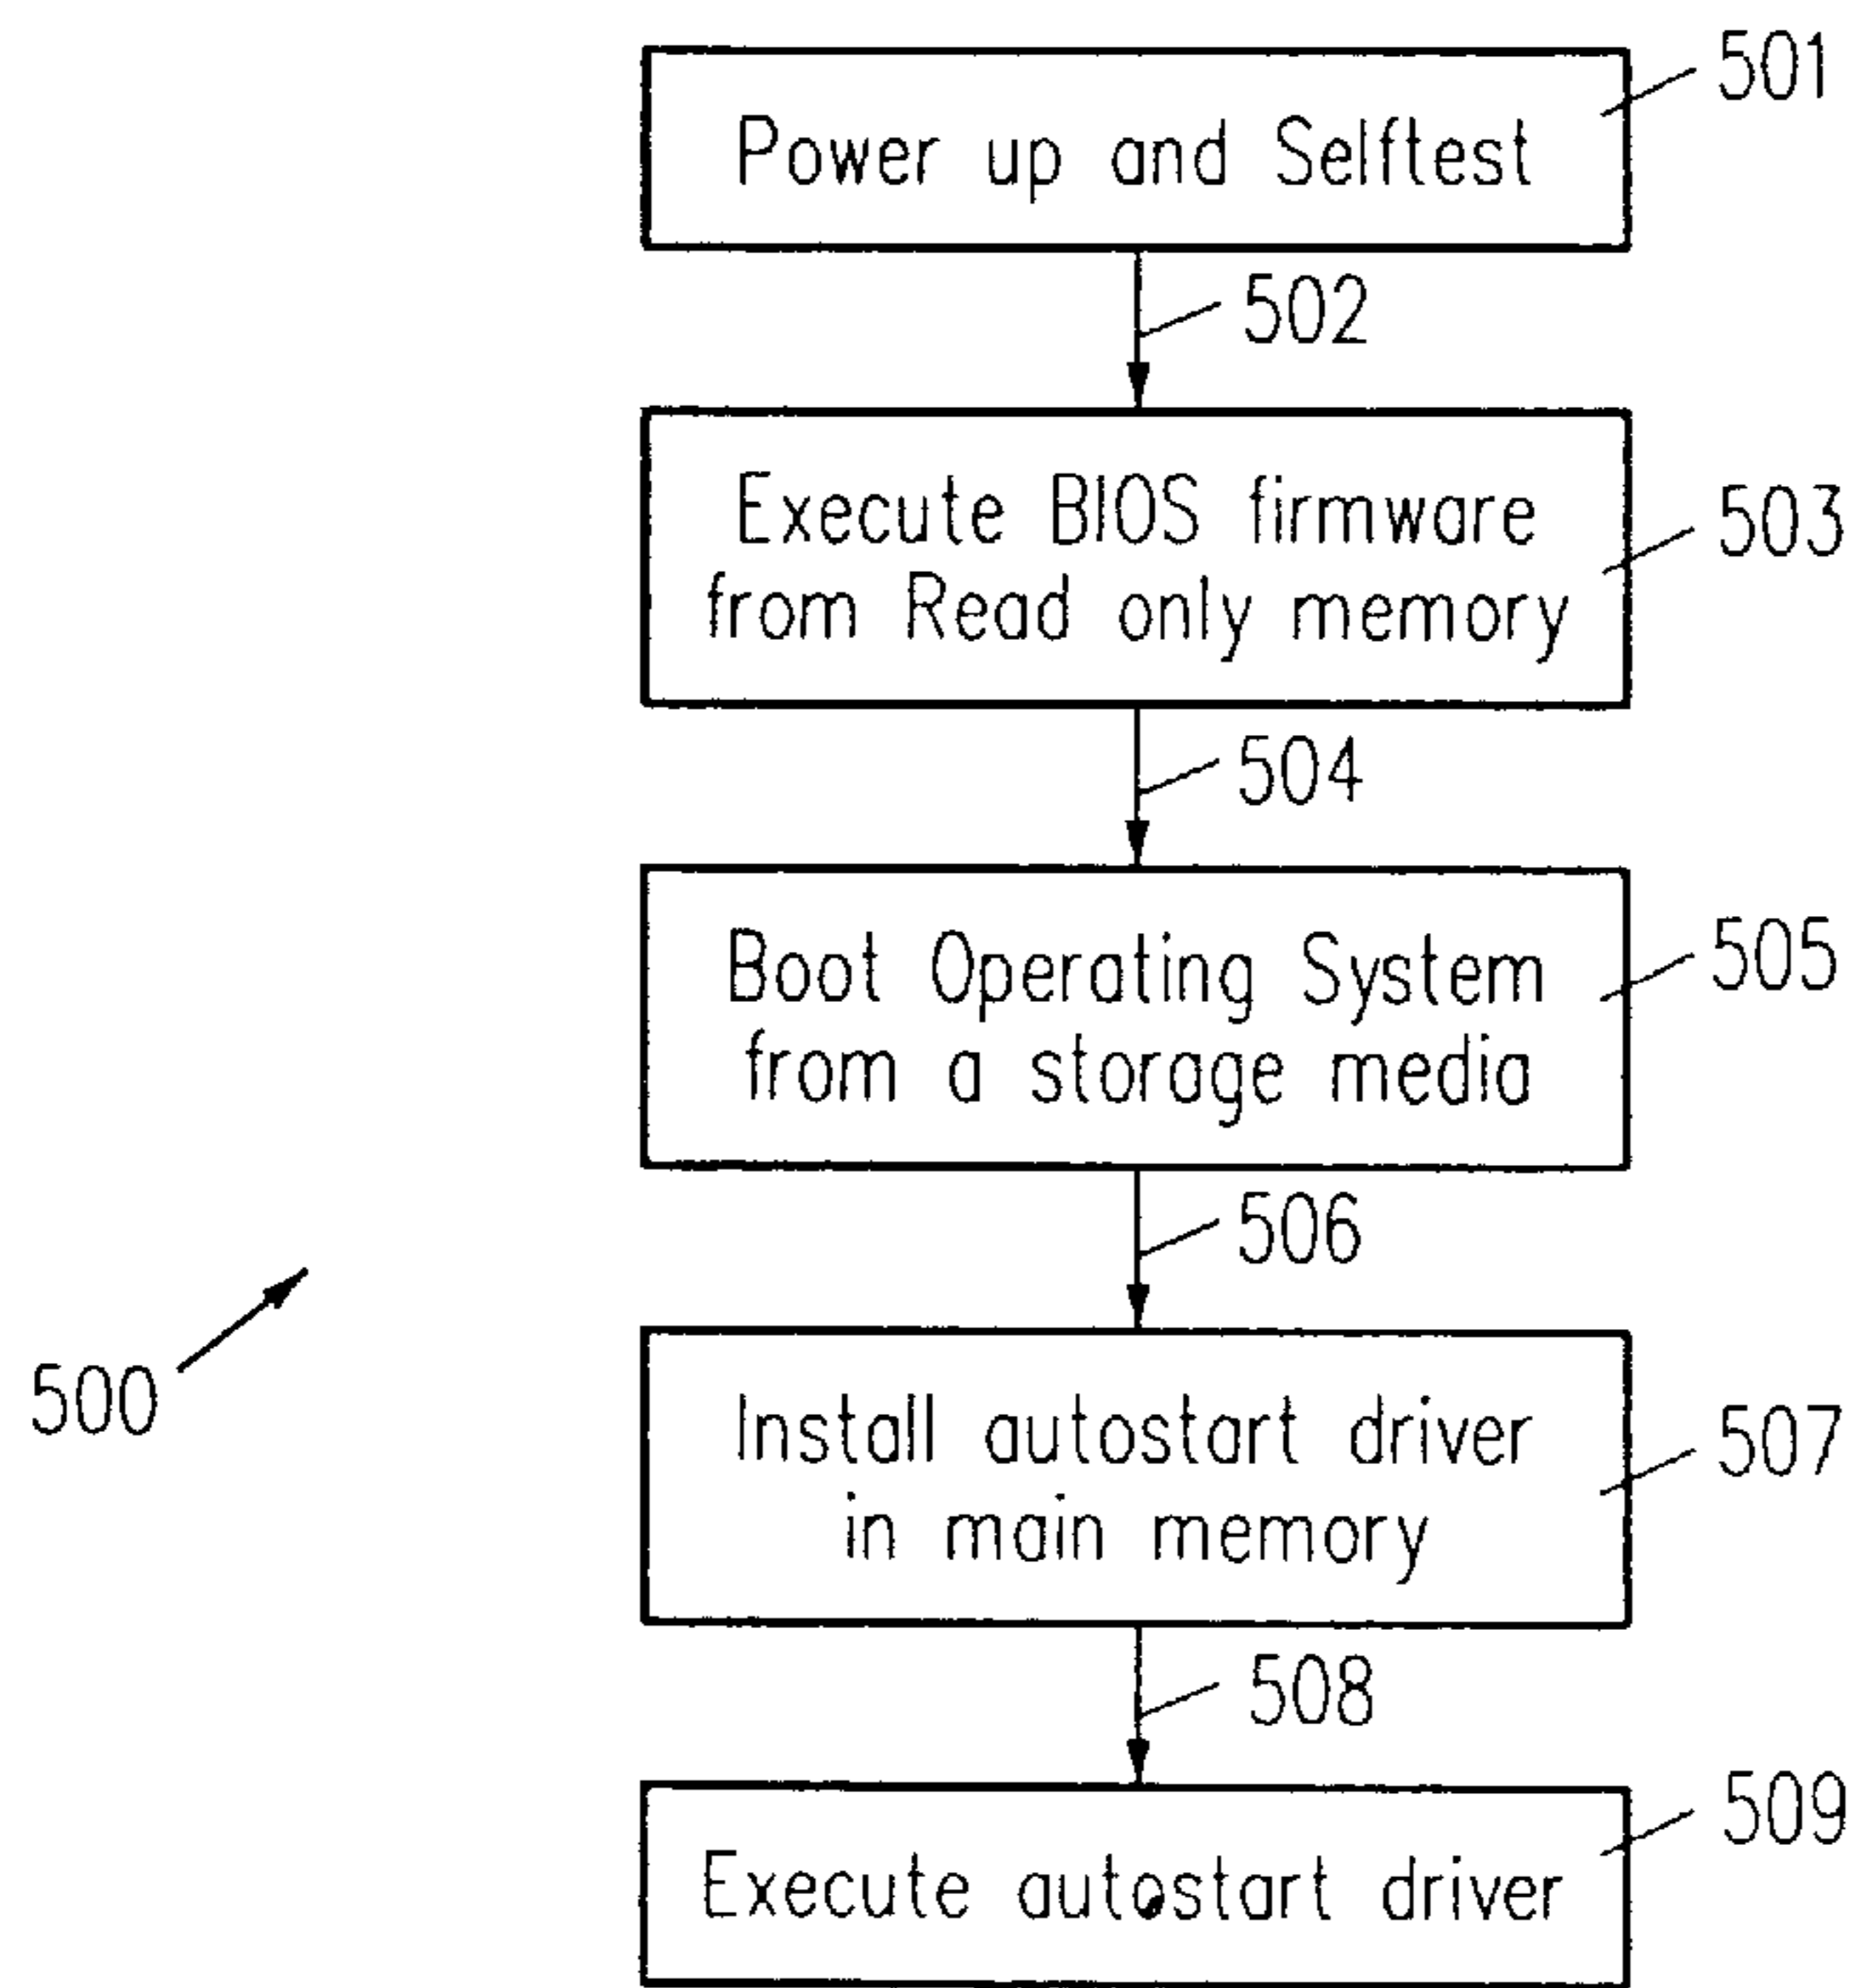 501
Power up and Selftest
502
Execute BIOS firmware
from Read only memory
503
504
Boot Operating System
from a storage media
505
506
500
Install autostart driver
in main memory
507
508
509
Execute autostart driver